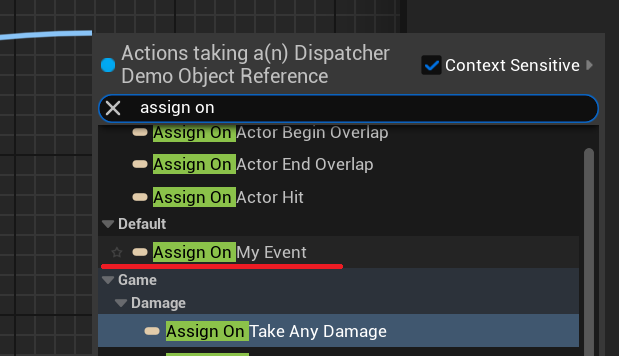 Actions taking a(n) Dispatcher
Demo Object Reference
Context Sensitive
assign on
Assign On Actor Begin Overlap
Assign On Actor End Overlap
Assign On Actor Hit
Default
Assign On My Event
Game
Damage
Assign On Take Any Damage